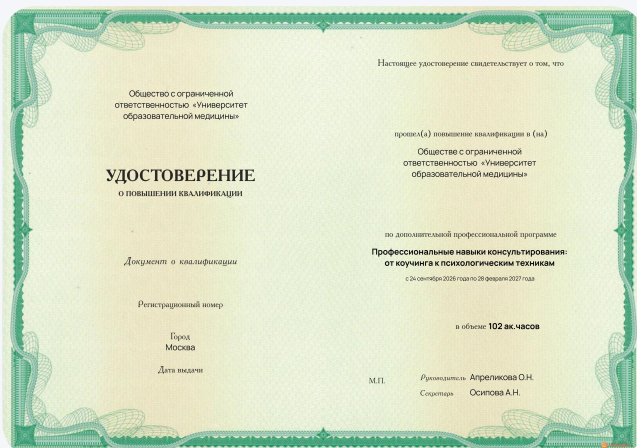 Общество с ограниченной
ответственностью «Университет
образовательной медицины»
УДОСТОВЕРЕНИЕ
О ПОВЫШЕНИИ КВАЛИФИКАЦИИ
Документ о квалификации
Регистрационный номер
Город
Москва
Дата выдачи
Настоящее удостоверение свидетельствует о том, что
прошел(а) повышение квалификации в (на)
Обществе с ограниченной
ответственностью «Университет
образовательной медицины»
по дополнительной профессиональной программе
Профессиональные навыки консультирования:
от коучинга к психологическим техникам
с 24 сентября 2026 года по 28 февраля 2027 года
в объеме 102 ак.часов
М.П.
Руководитель Апреликова О.Н.
Секретарь Осипова А.Н.